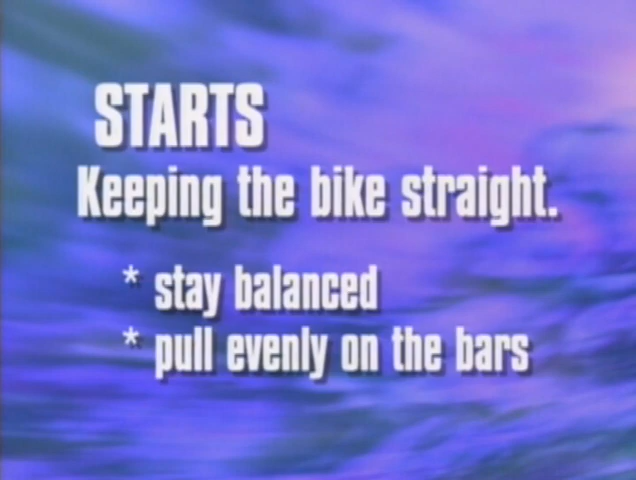 STARTS
Keeping the bike straight.
* stay balanced
* pull evenly on the bars